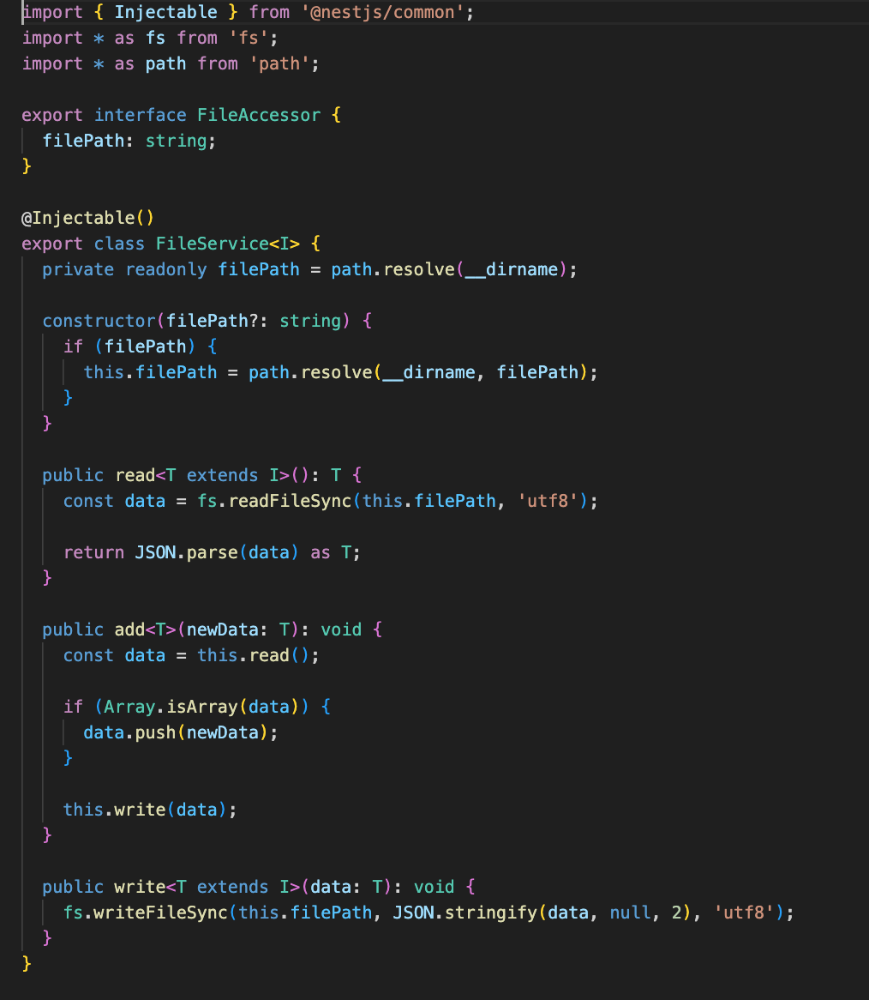 import { Injectable } from '@nestjs/common';
import * as fs from 'fs';
import * as path from 'path';

export interface FileAccessor {
  filePath: string;
}

@Injectable()
export class FileService<I> {
  private readonly filePath = path.resolve(__dirname);

  constructor(filePath?: string) {
    if (filePath) {
      this.filePath = path.resolve(__dirname, filePath);
    }
  }

  public read<T extends I>(): T {
    const data = fs.readFileSync(this.filePath, 'utf8');

    return JSON.parse(data) as T;
  }

  public add<T>(newData: T): void {
    const data = this.read();

    if (Array.isArray(data)) {
      data.push(newData);
    }

    this.write(data);
  }

  public write<T extends I>(data: T): void {
    fs.writeFileSync(this.filePath, JSON.stringify(data, null, 2), 'utf8');
  }
}